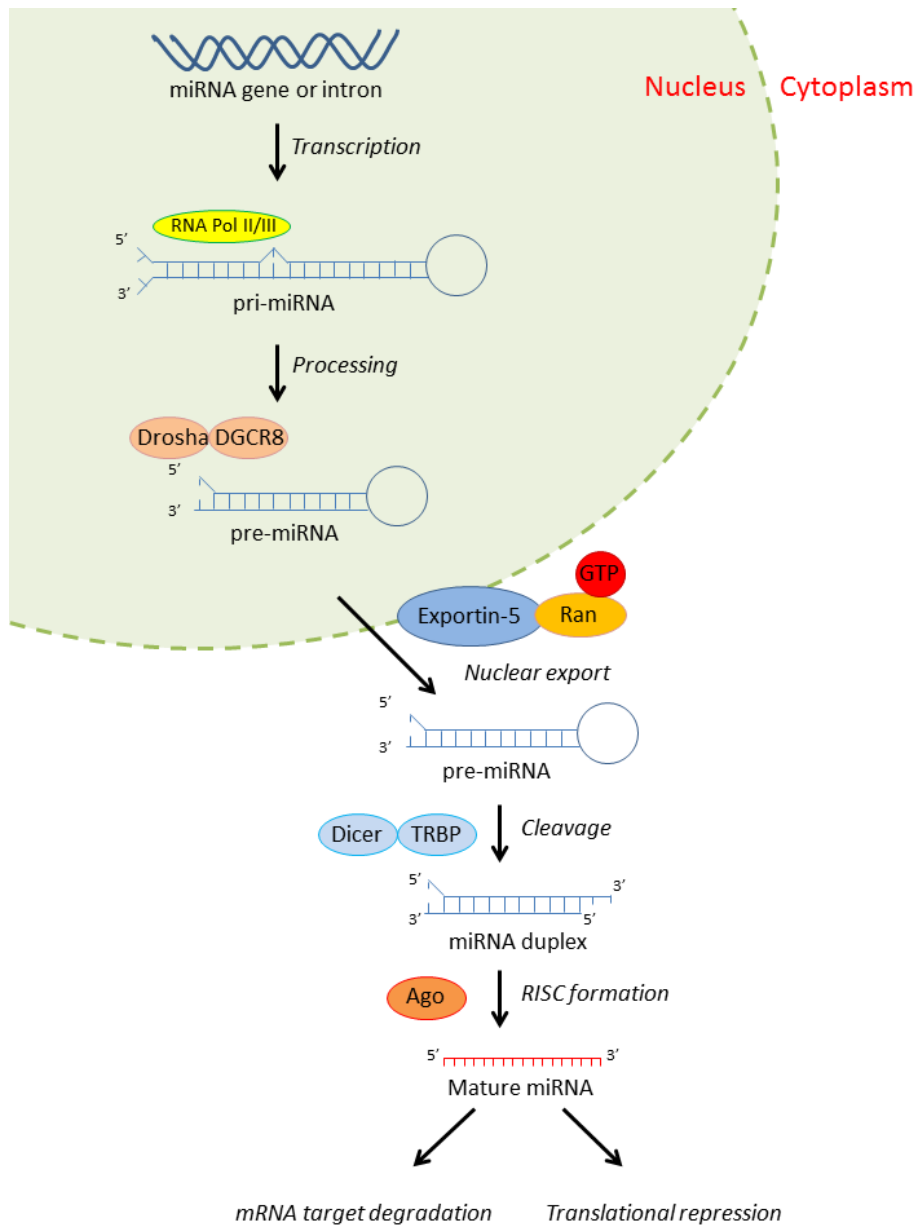 miRNA gene or intron
Nucleus
Cytoplasm
Transcription
RNA Pol II/III
5’
3’
pri-miRNA
Processing
Drosha
DGCR8
5’
3’
pre-miRNA
GTP
Exportin-5
Ran
Nuclear export
5’
3’
pre-miRNA
Dicer
TRBP
Cleavage
5’
3’
3’
5’
miRNA duplex
Ago
RISC formation
5’
3’
Mature miRNA
mRNA target degradation
Translational repression